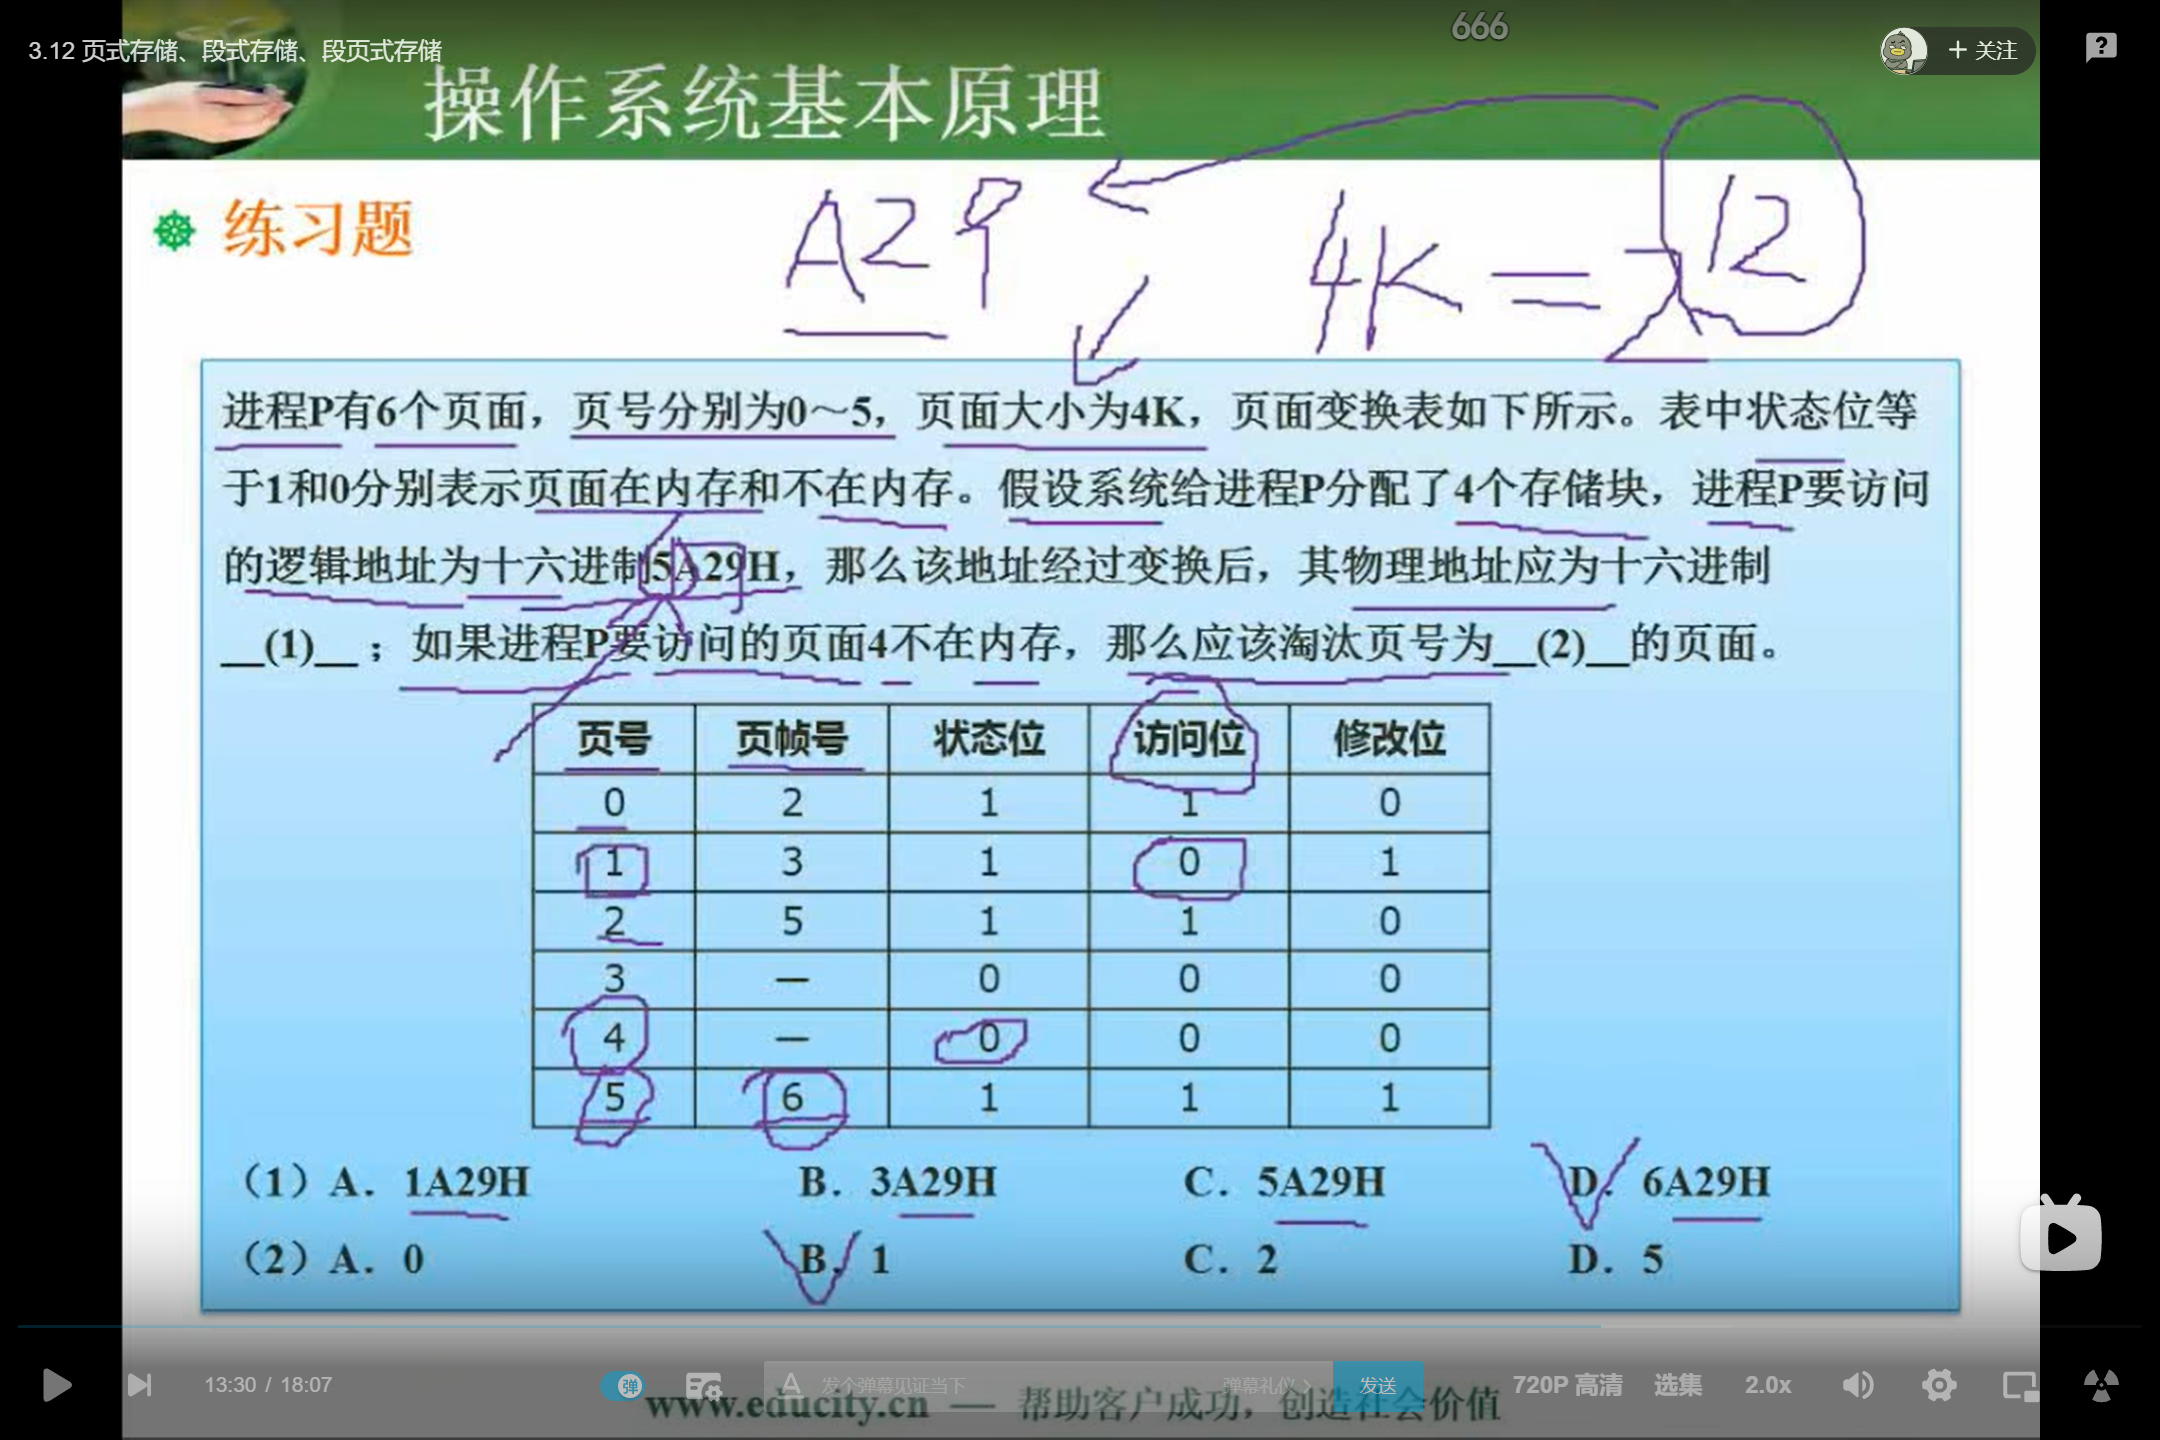 666
3.12 页式存储、段式存储、段页式存储
+ 关注
操作系统基本原理
练习题
A29
4K=2^12
进程P有6个页面，页号分别为0～5，页面大小为4K，页面变换表如下所示。表中状态位等
于1和0分别表示页面在内存和不在内存。假设系统给进程P分配了4个存储块，进程P要访问
的逻辑地址为十六进制5A29H，那么该地址经过变换后，其物理地址应为十六进制
__(1)__；如果进程P要访问的页面4不在内存，那么应该淘汰页号为__(2)__的页面。
页号 页帧号 状态位 访问位 修改位
0 2 1 1 0
1 3 1 0 1
2 5 1 1 0
3 — 0 0 0
4 — 0 0 0
5 6 1 1 1
（1）A．1A29H B．3A29H C．5A29H D．6A29H
（2）A．0 B．1 C．2 D．5
13:30 / 18:07
弹
A 发个弹幕见证当下
弹幕礼仪 >
发送
720P 高清
选集
2.0x
www.educity.cn — 帮助客户成功，创造社会价值